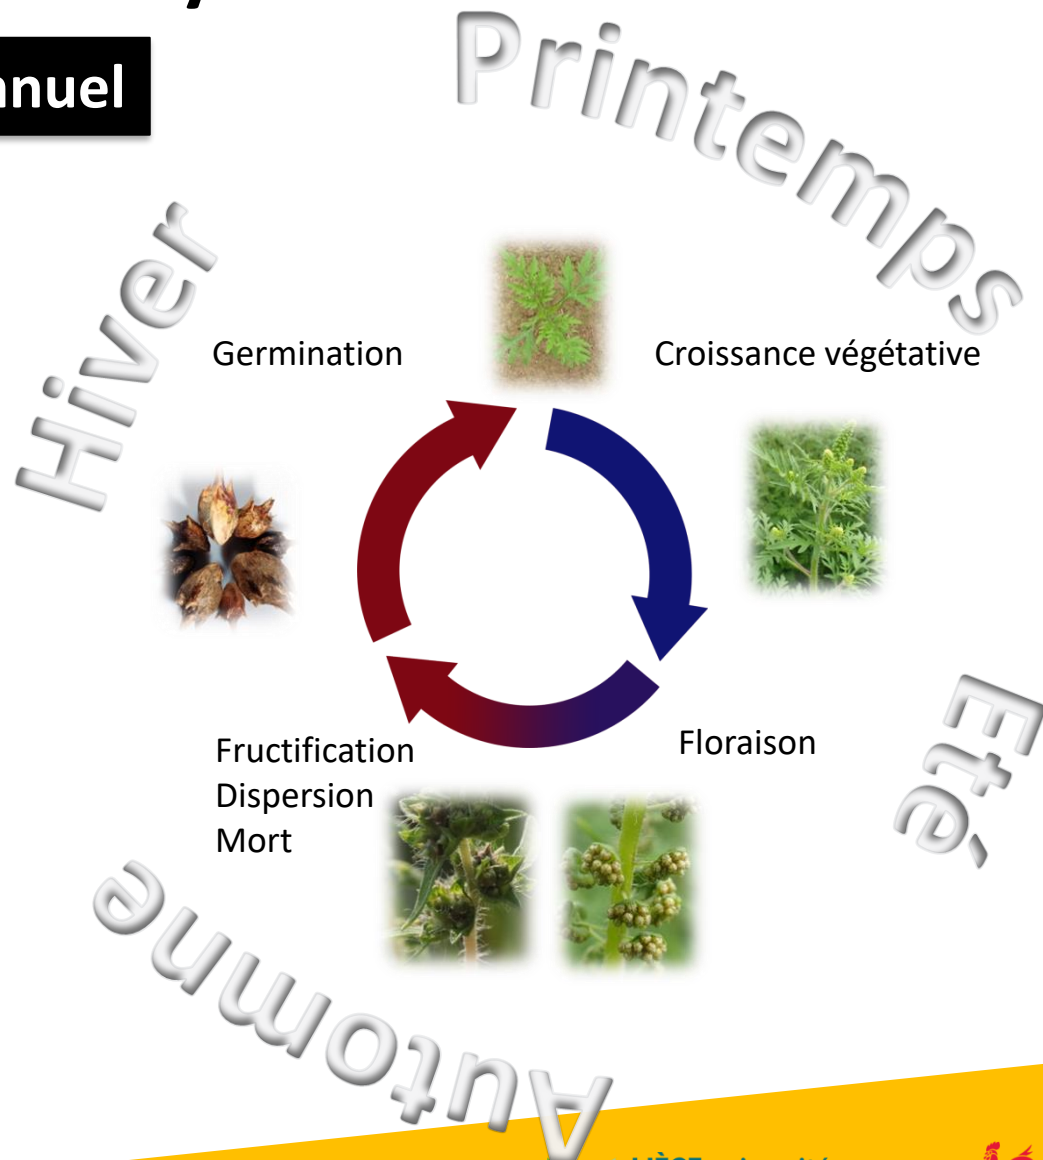 nuel
Printemps
Hiver
Germination
Croissance végétative
Eté
Floraison
Fructification
Dispersion
Mort
Automne